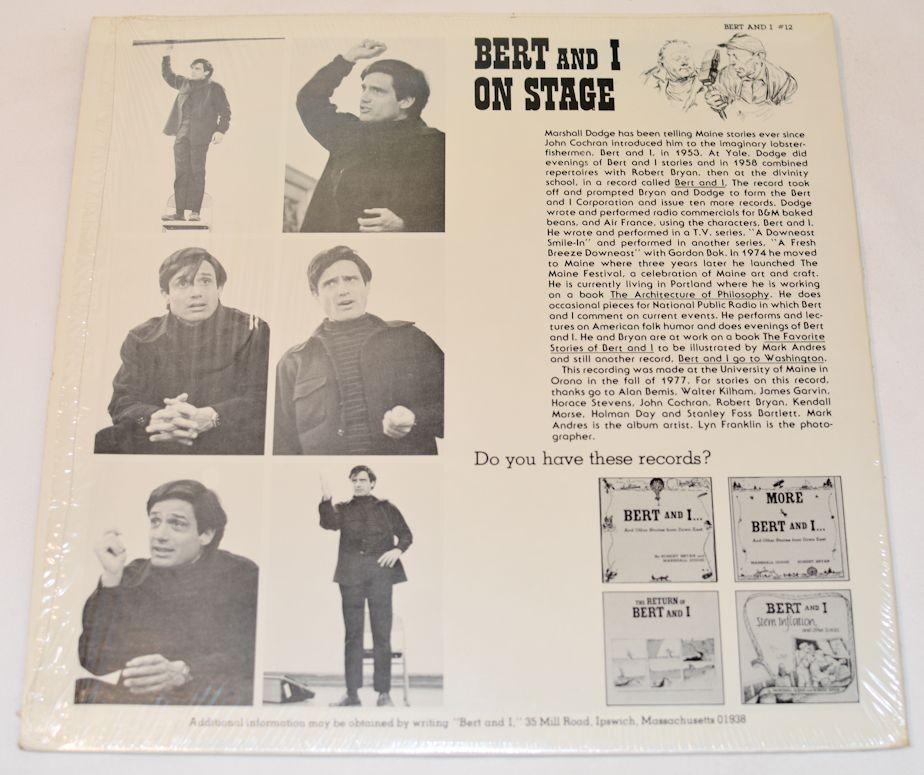 BERT AND I #12
BERT AND I
ON STAGE
Marshall Dodge has been telling Maine stories ever since
John Cochran introduced him to the imaginary lobster-
fishermen, Bert and I, in 1953. At Yale, Dodge did
evenings of Bert and I stories and in 1958 combined
repertoires with Robert Bryan, then at the divinity
school, in a record called Bert and I. The record took
off and prompted Bryan and Dodge to form the Bert
and I Corporation and issue ten more records. Dodge
wrote and performed radio commercials for B&M baked
beans, and Air France, using the characters, Bert and I.
He wrote and performed in a T.V. series, "A Downeast
Smile-In" and performed in another series, "A Fresh
Breeze Downeast" with Gordon Bok. In 1974 he moved
to Maine where three years later he launched The
Maine Festival, a celebration of Maine art and craft.
He is currently living in Portland where he is working
on a book The Architecture of Philosophy. He does
occasional pieces for National Public Radio in which Bert
and I comment on current events. He performs and lec-
tures on American folk humor and does evenings of Bert
and I. He and Bryan are at work on a book The Favorite
Stories of Bert and I to be illustrated by Mark Andres
and still another record, Bert and I go to Washington.
This recording was made at the University of Maine in
Orono in the fall of 1977. For stories on this record,
thanks go to Alan Bemis, Walter Kilham, James Garvin,
Horace Stevens, John Cochran, Robert Bryan, Kendall
Morse, Holman Day and Stanley Foss Bartlett. Mark
Andres is the album artist. Lyn Franklin is the photo-
grapher.
Do you have these records?
BERT AND I...
And Other Stories from Down East
By ROBERT BRYAN and
MARSHALL DODGE
MORE
BERT AND I...
And Other Stories from Down East
MARSHALL DODGE ROBERT BRYAN
THE RETURN OF
BERT AND I
BERT AND I
Stem Inflation
and Other Stories
Additional information may be obtained by writing "Bert and I," 35 Mill Road, Ipswich, Massachusetts 01938